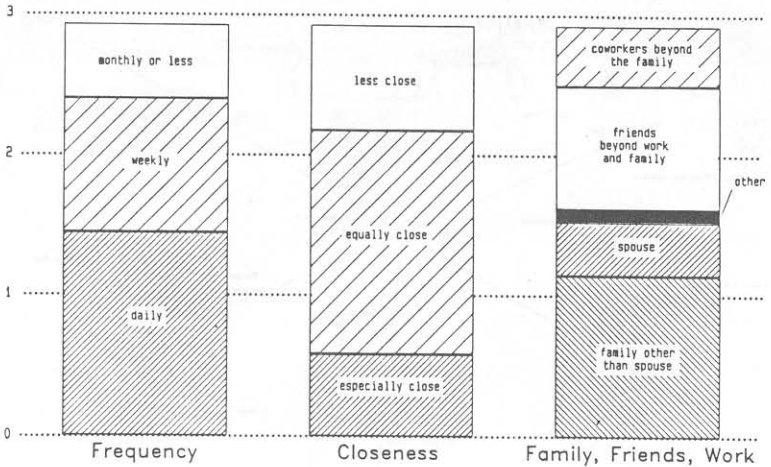 3
monthly or less
less close
coworkers beyond
the family
2
weekly
friends
beyond work
and family
other
equally close
spouse
1
daily
family other
than spouse
especially close
0
Frequency
Closeness
Family, Friends, Work